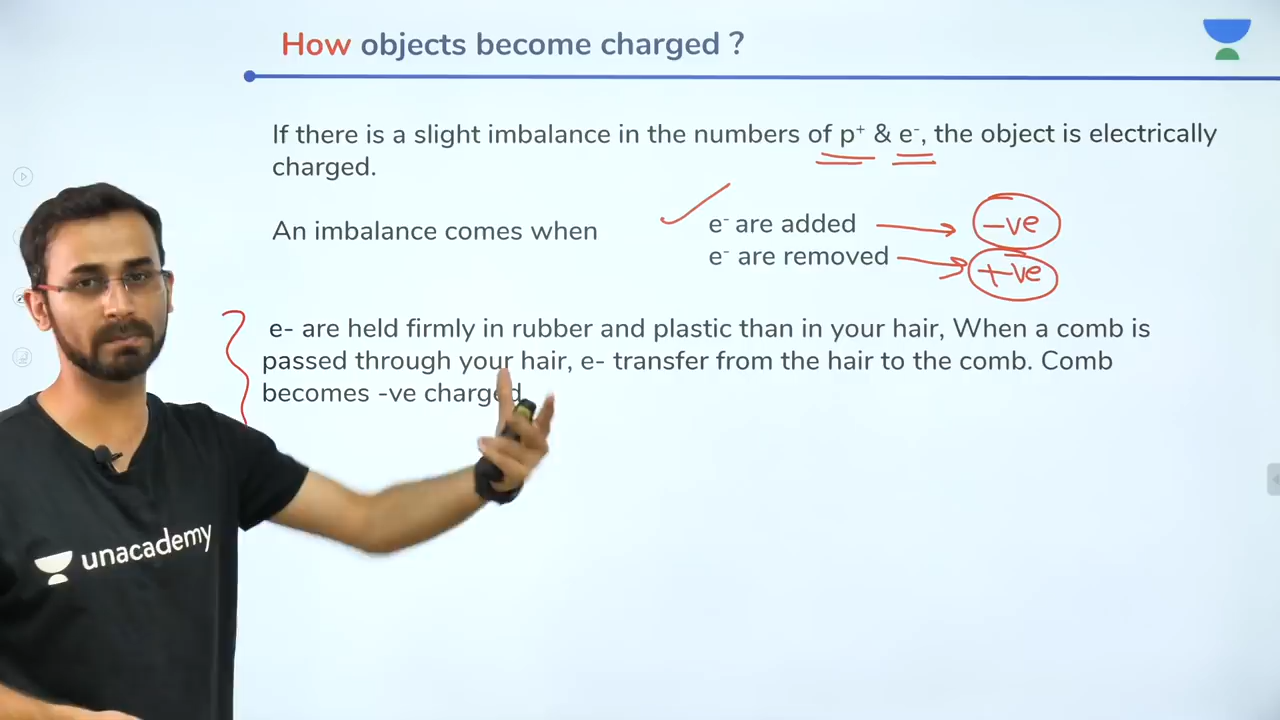 How objects become charged ?
If there is a slight imbalance in the numbers of p⁺ & e⁻, the object is electrically
charged.
An imbalance comes when
e⁻ are added
-ve
e⁻ are removed
+ve
e- are held firmly in rubber and plastic than in your hair, When a comb is
passed through your hair, e- transfer from the hair to the comb. Comb
becomes -ve charged
unacademy